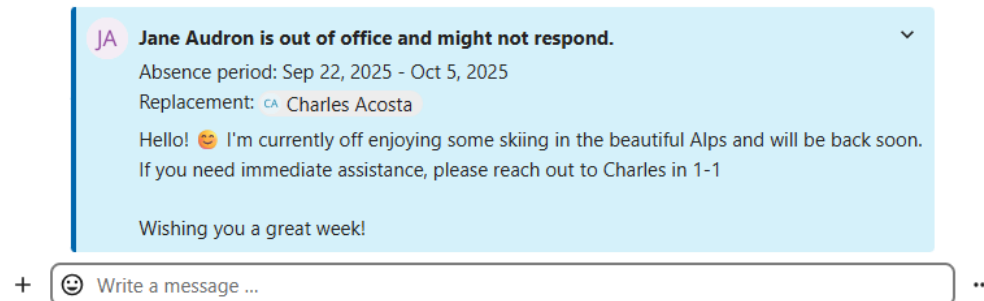 JA Jane Audron is out of office and might not respond.
Absence period: Sep 22, 2025 - Oct 5, 2025
Replacement: CA Charles Acosta
Hello! 😊 I'm currently off enjoying some skiing in the beautiful Alps and will be back soon.
If you need immediate assistance, please reach out to Charles in 1-1
Wishing you a great week!
Write a message ...